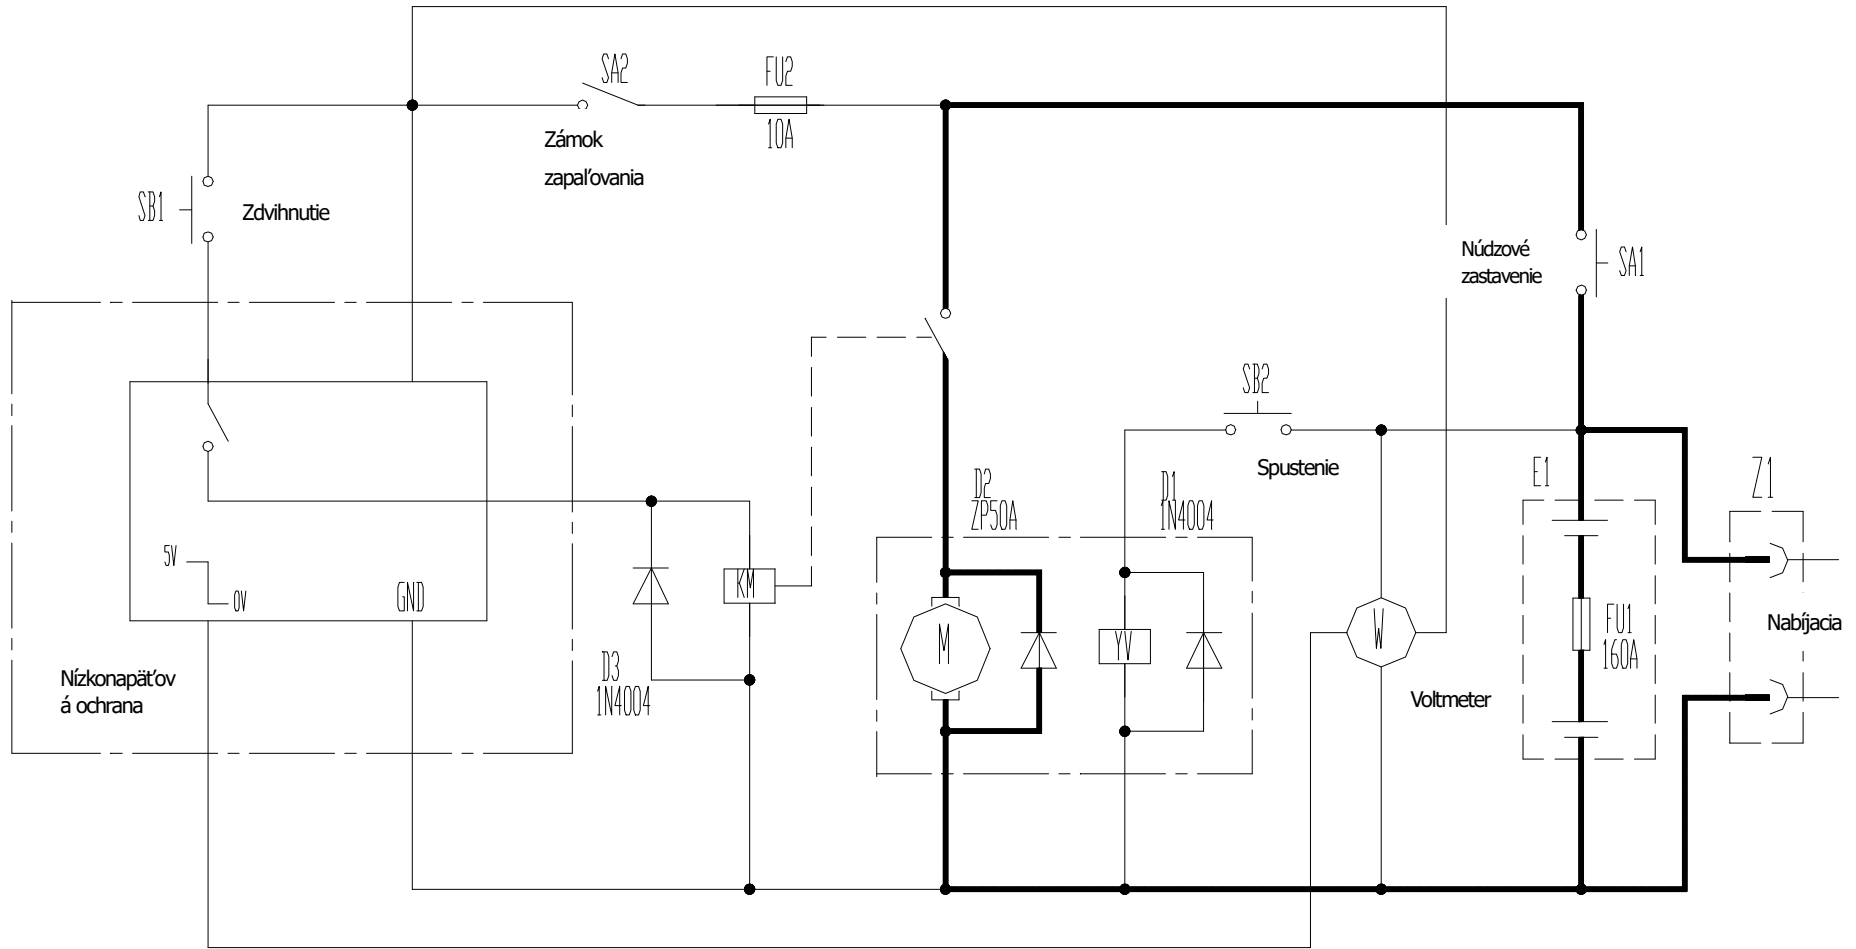 SA2
FU2
10A
Zámok
zapaľovania
SB1
Zdvihnutie
Núdzové
zastavenie
SA1
SB2
Spustenie
D2
ZP50A
D1
1N4004
E1
Z1
5V
0V
GND
KM
M
YV
W
FU1
160A
Nabíjacia
Nízkonapäťov
á ochrana
D3
1N4004
Voltmeter